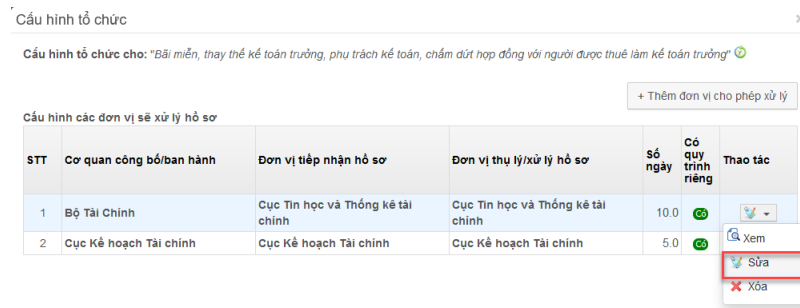 Cấu hình tổ chức
Cấu hình tổ chức cho: "Bãi miễn, thay thế kế toán trưởng, phụ trách kế toán, chấm dứt hợp đồng với người được thuê làm kế toán trưởng"
+ Thêm đơn vị cho phép xử lý
Cấu hình các đơn vị sẽ xử lý hồ sơ
STT Cơ quan công bố/ban hành Đơn vị tiếp nhận hồ sơ Đơn vị thụ lý/xử lý hồ sơ Số ngày Có quy trình riêng Thao tác
1 Bộ Tài Chính Cục Tin học và Thống kê tài chính Cục Tin học và Thống kê tài chính 10.0 Có
2 Cục Kế hoạch Tài chính Cục Kế hoạch Tài chính Cục Kế hoạch Tài chính 5.0 Có
Xem
Sửa
Xóa